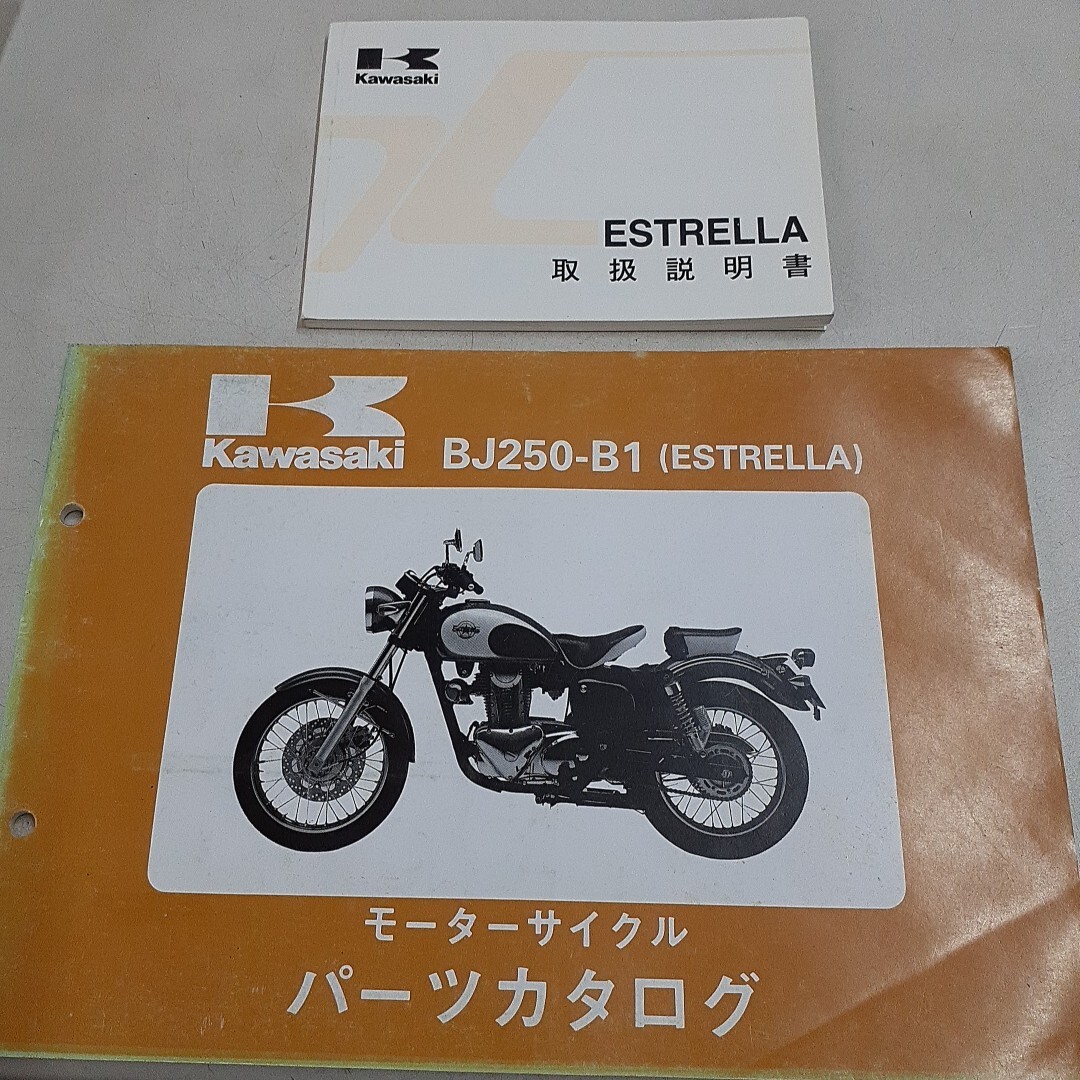 Kawasaki
ESTRELLA
取扱説明書
Kawasaki BJ250-B1 (ESTRELLA)
モーターサイクル
パーツカタログ